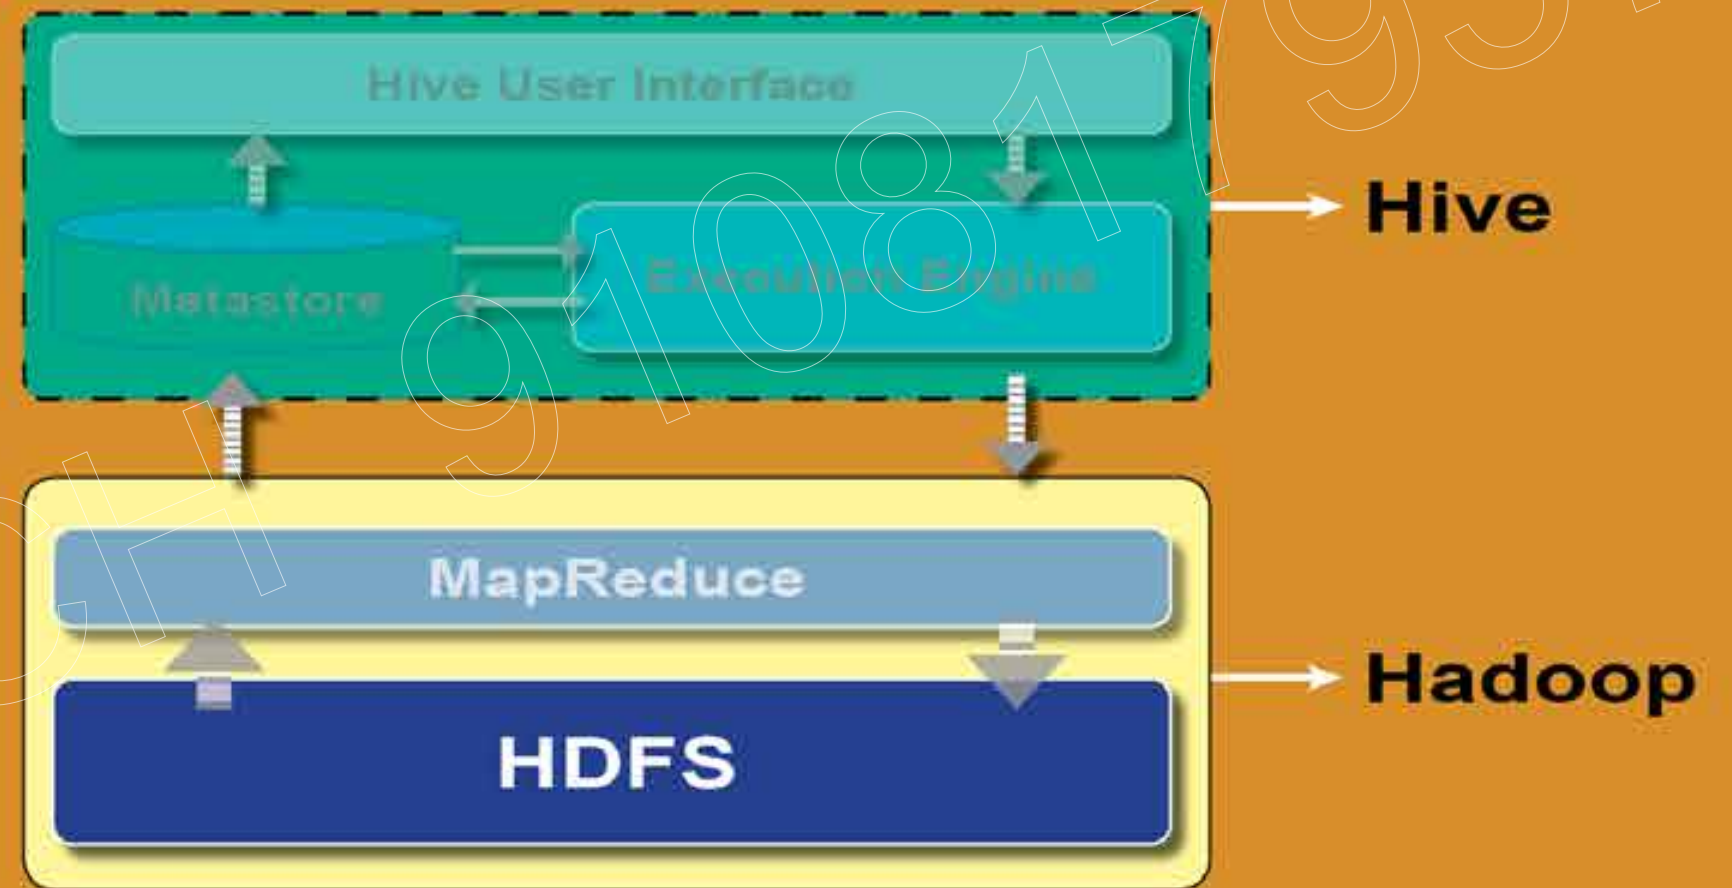 Hive User Interface
Metastore
Execution Engine
Hive
MapReduce
HDFS
Hadoop